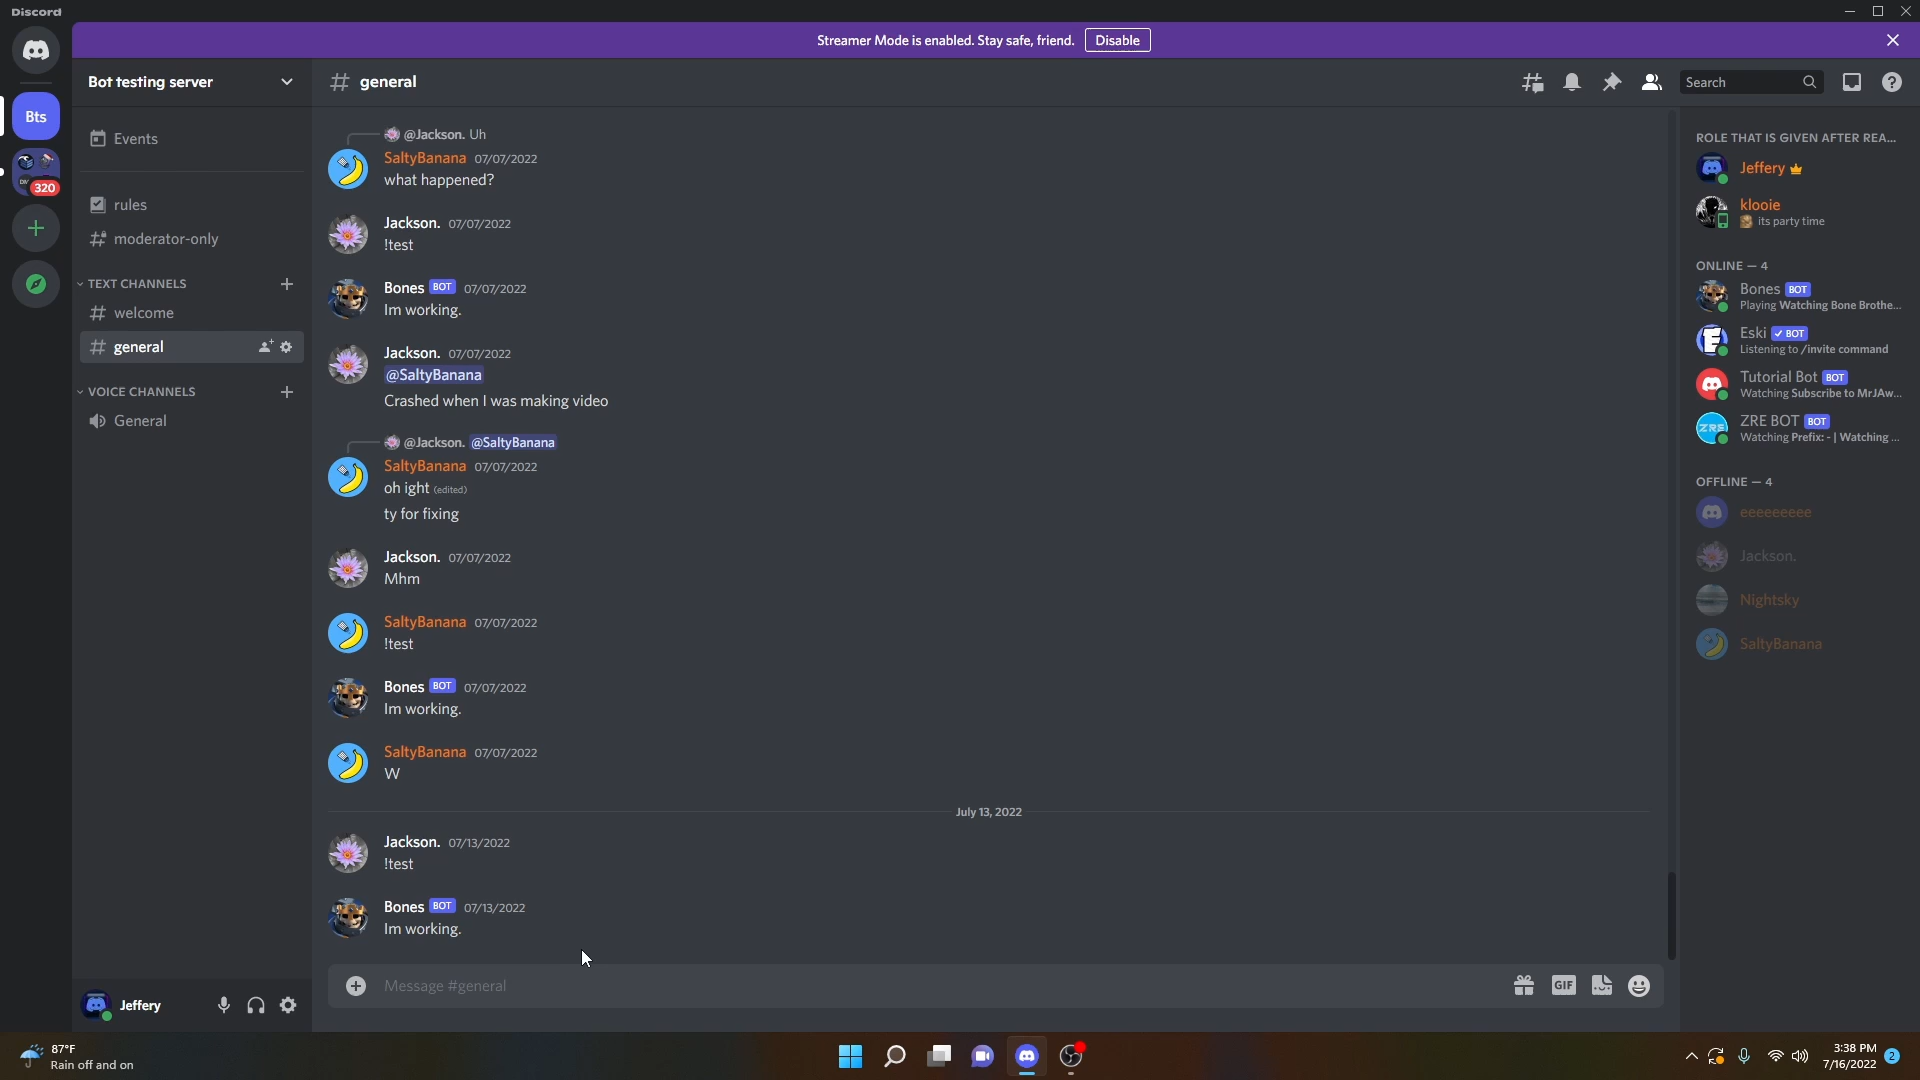 Discord
Streamer Mode is enabled. Stay safe, friend. Disable
Bts
320
Bot testing server
Events
rules
moderator-only
TEXT CHANNELS
welcome
general
VOICE CHANNELS
General
Jeffery
general
Search
@Jackson. Uh
SaltyBanana 07/07/2022
what happened?
Jackson. 07/07/2022
!test
Bones BOT 07/07/2022
Im working.
Jackson. 07/07/2022
@SaltyBanana
Crashed when I was making video
@Jackson. @SaltyBanana
SaltyBanana 07/07/2022
oh ight (edited)
ty for fixing
Jackson. 07/07/2022
Mhm
SaltyBanana 07/07/2022
!test
Bones BOT 07/07/2022
Im working.
SaltyBanana 07/07/2022
W
July 13, 2022
Jackson. 07/13/2022
!test
Bones BOT 07/13/2022
Im working.
Message #general
GIF
ROLE THAT IS GIVEN AFTER REA...
Jeffery
klooie
its party time
ONLINE — 4
Bones BOT
Playing Watching Bone Brothe...
Eski ✓ BOT
Listening to /invite command
Tutorial Bot BOT
Watching Subscribe to MrJAw...
ZRE
ZRE BOT BOT
Watching Prefix: - | Watching ...
OFFLINE — 4
eeeeeeeee
Jackson.
Nightsky
SaltyBanana
87°F
Rain off and on
3:38 PM
7/16/2022
2